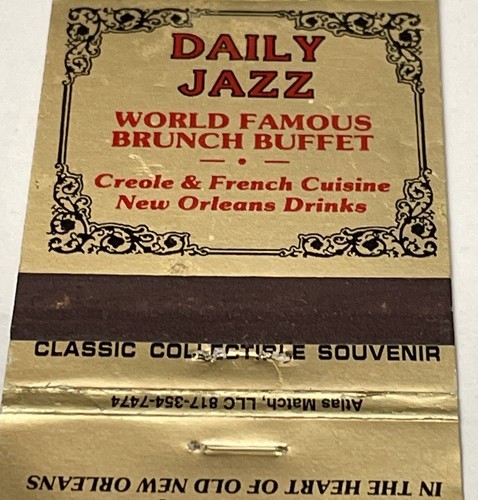 DAILY
JAZZ
WORLD FAMOUS
BRUNCH BUFFET
Creole & French Cuisine
New Orleans Drinks
CLASSIC COLLECTIBLE SOUVENIR
Atlas Match, LLC 817-354-7474
IN THE HEART OF OLD NEW ORLEANS